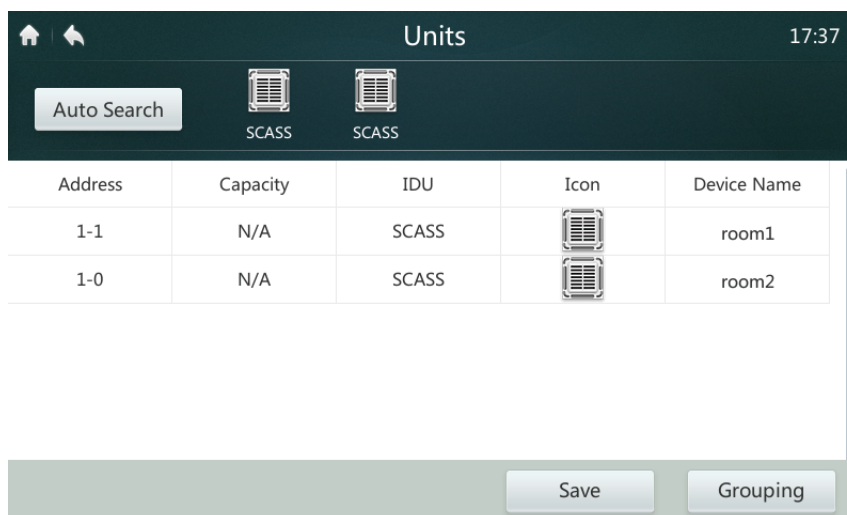 Units 17:37
Auto Search
SCASS SCASS
Address Capacity IDU Icon Device Name
1-1 N/A SCASS room1
1-0 N/A SCASS room2
Save Grouping